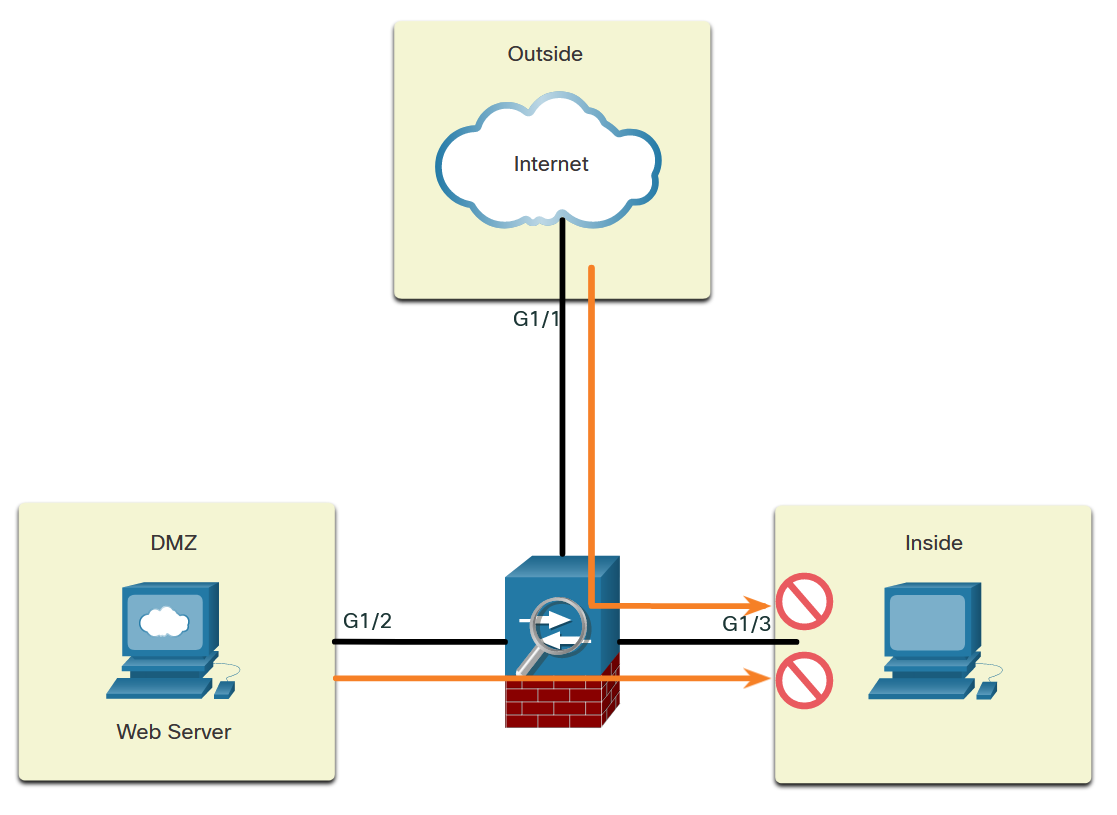 Outside
Internet
G1/1
DMZ
G1/2
Web Server
Inside
G1/3